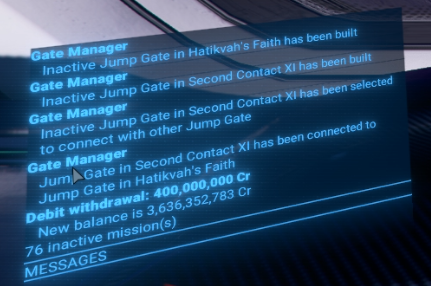 Gate Manager
Inactive Jump Gate in Hatikvah's Faith has been built
Gate Manager
Inactive Jump Gate in Second Contact XI has been built
Gate Manager
Inactive Jump Gate in Second Contact XI has been selected
to connect with other Jump Gate
Gate Manager
Jump Gate in Second Contact XI has been connected to
Jump Gate in Hatikvah's Faith
Debit withdrawal: 400,000,000 Cr
New balance is 3,636,352,783 Cr
76 inactive mission(s)
MESSAGES